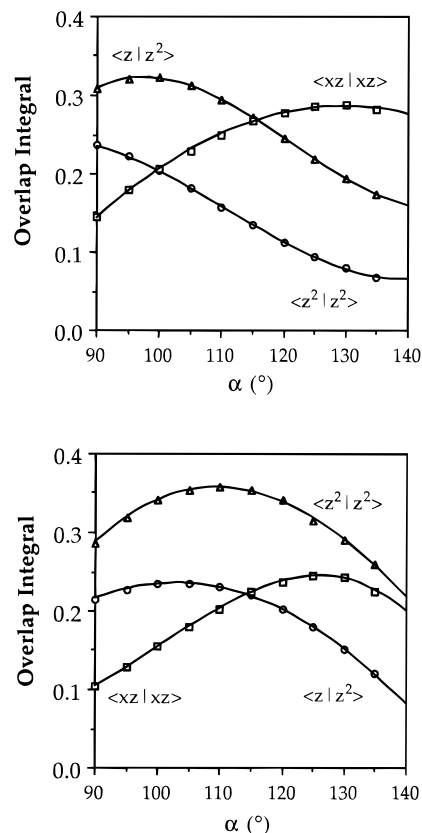 0.4
<z|z²>
<xz|xz>
0.3
Overlap Integral
0.2
0.1
<z²|z²>
0.0
90 100 110 120 130 140
α (°)
0.4
<z²|z²>
0.3
Overlap Integral
0.2
0.1
<xz|xz>
<z|z²>
0.0
90 100 110 120 130 140
α (°)